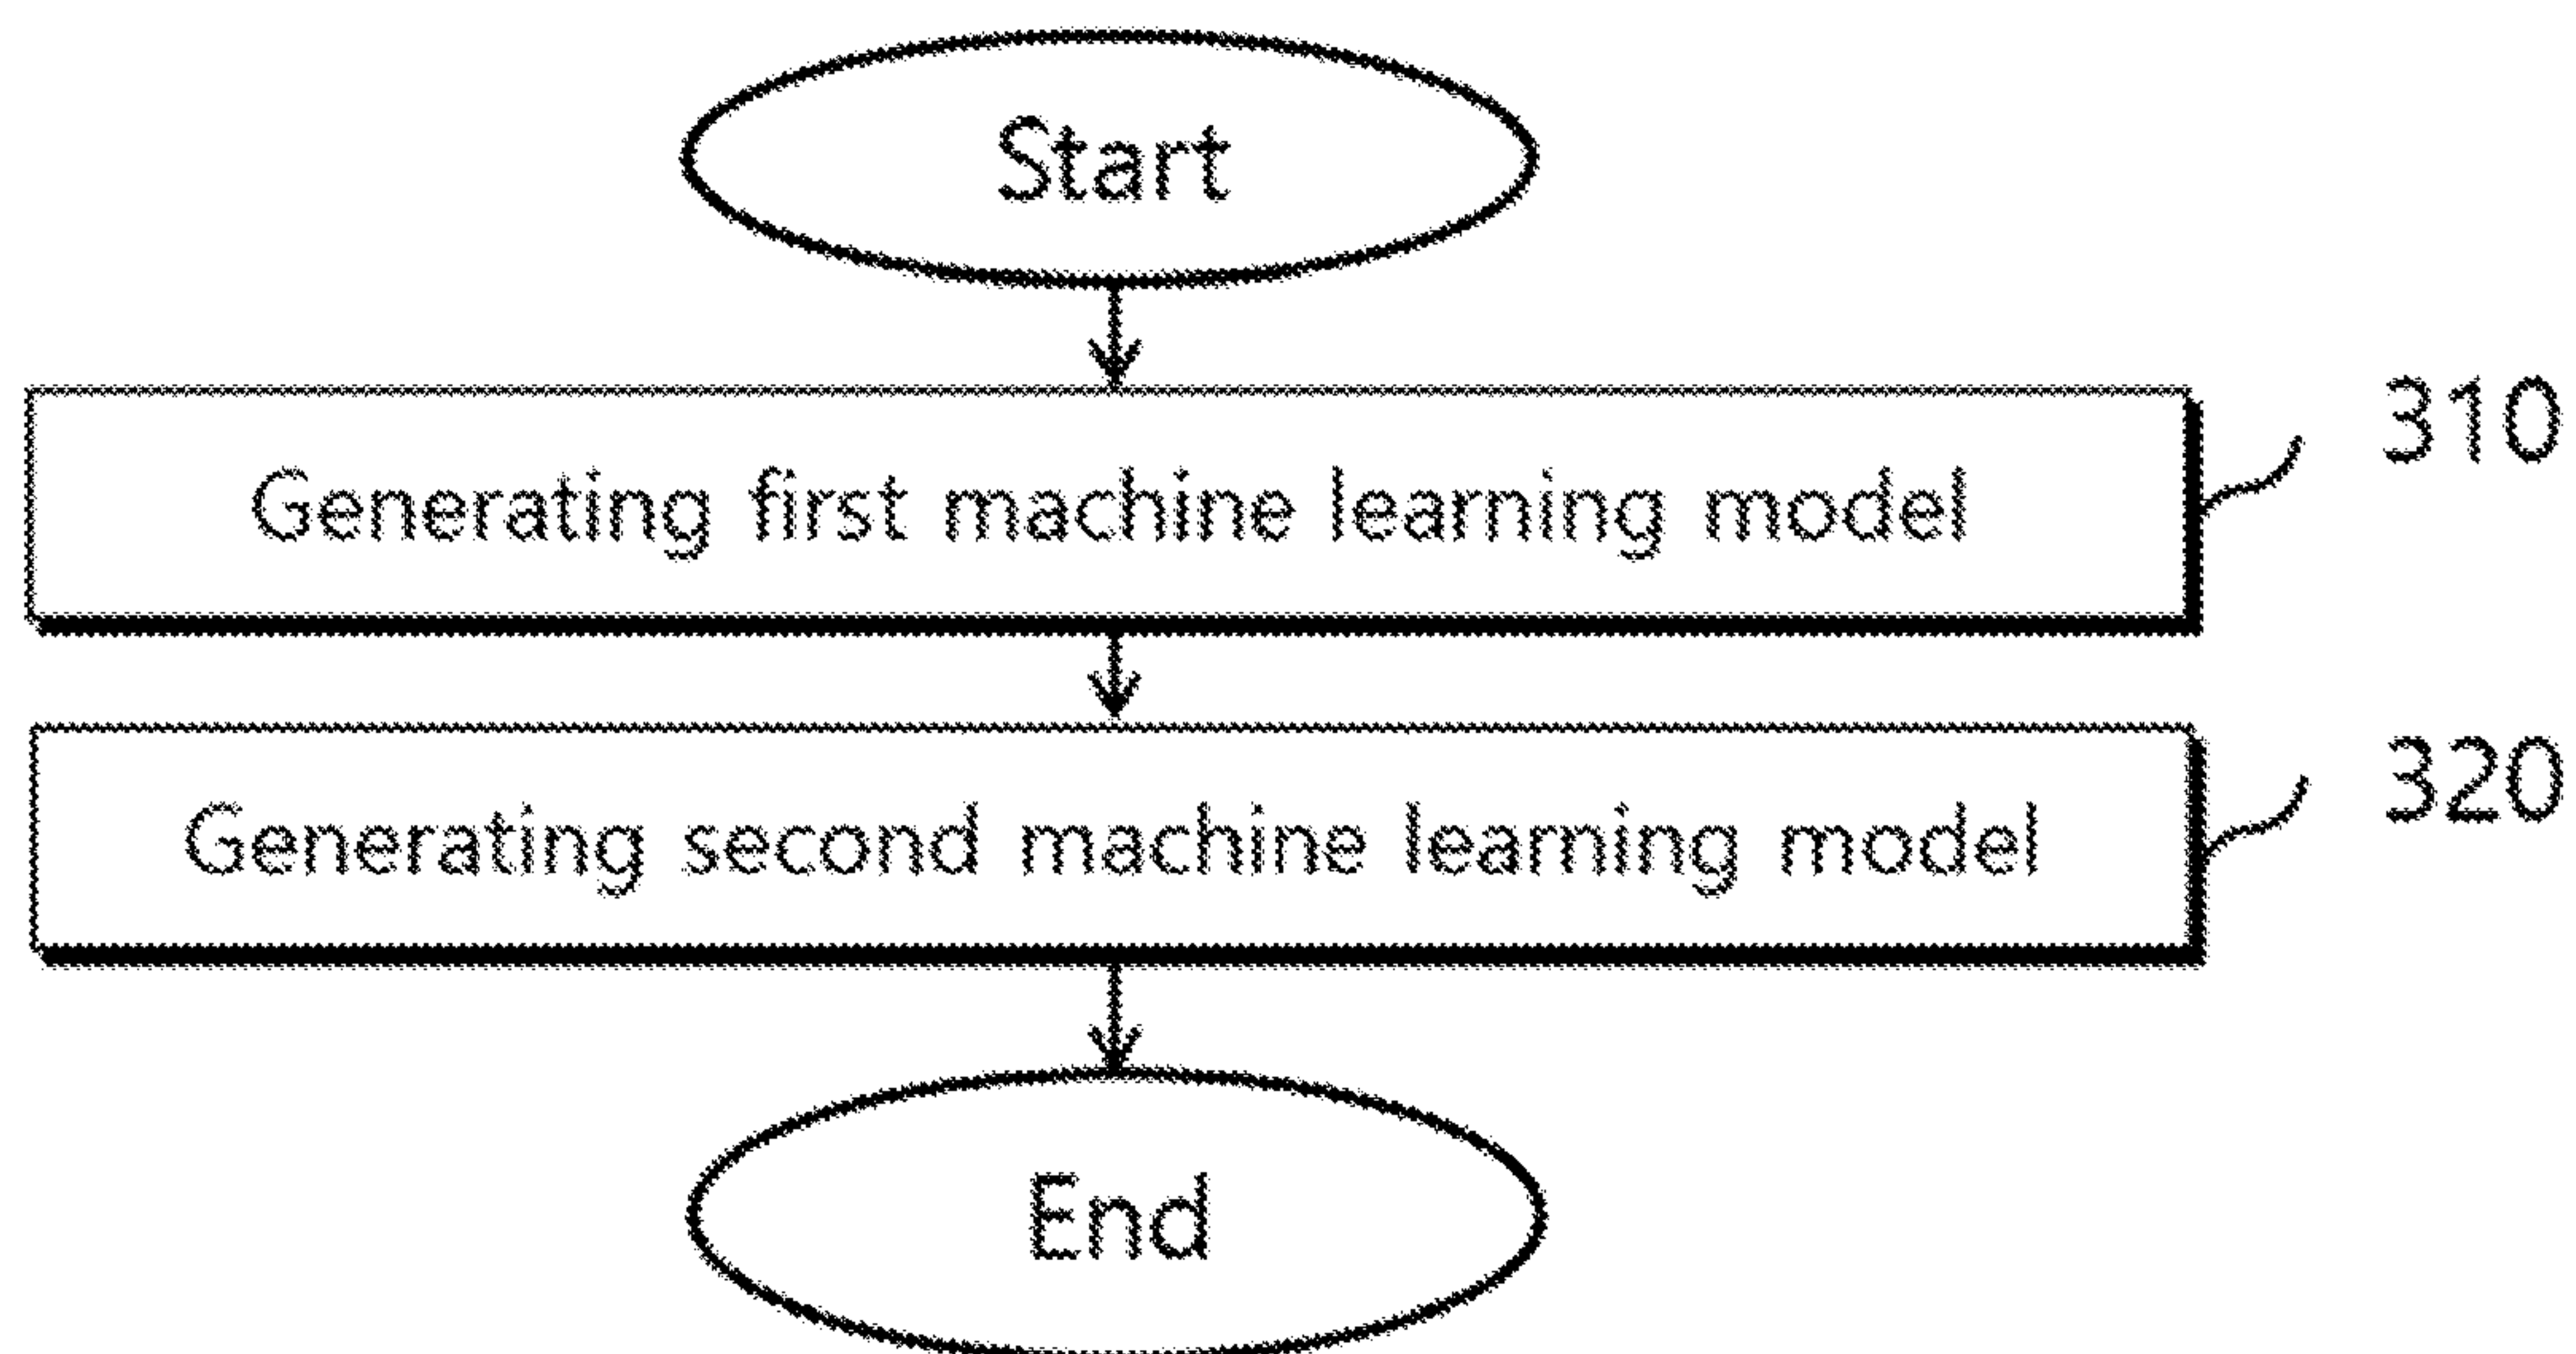 Start
310
Generating first machine learning model
320
Generating second machine learning model
End